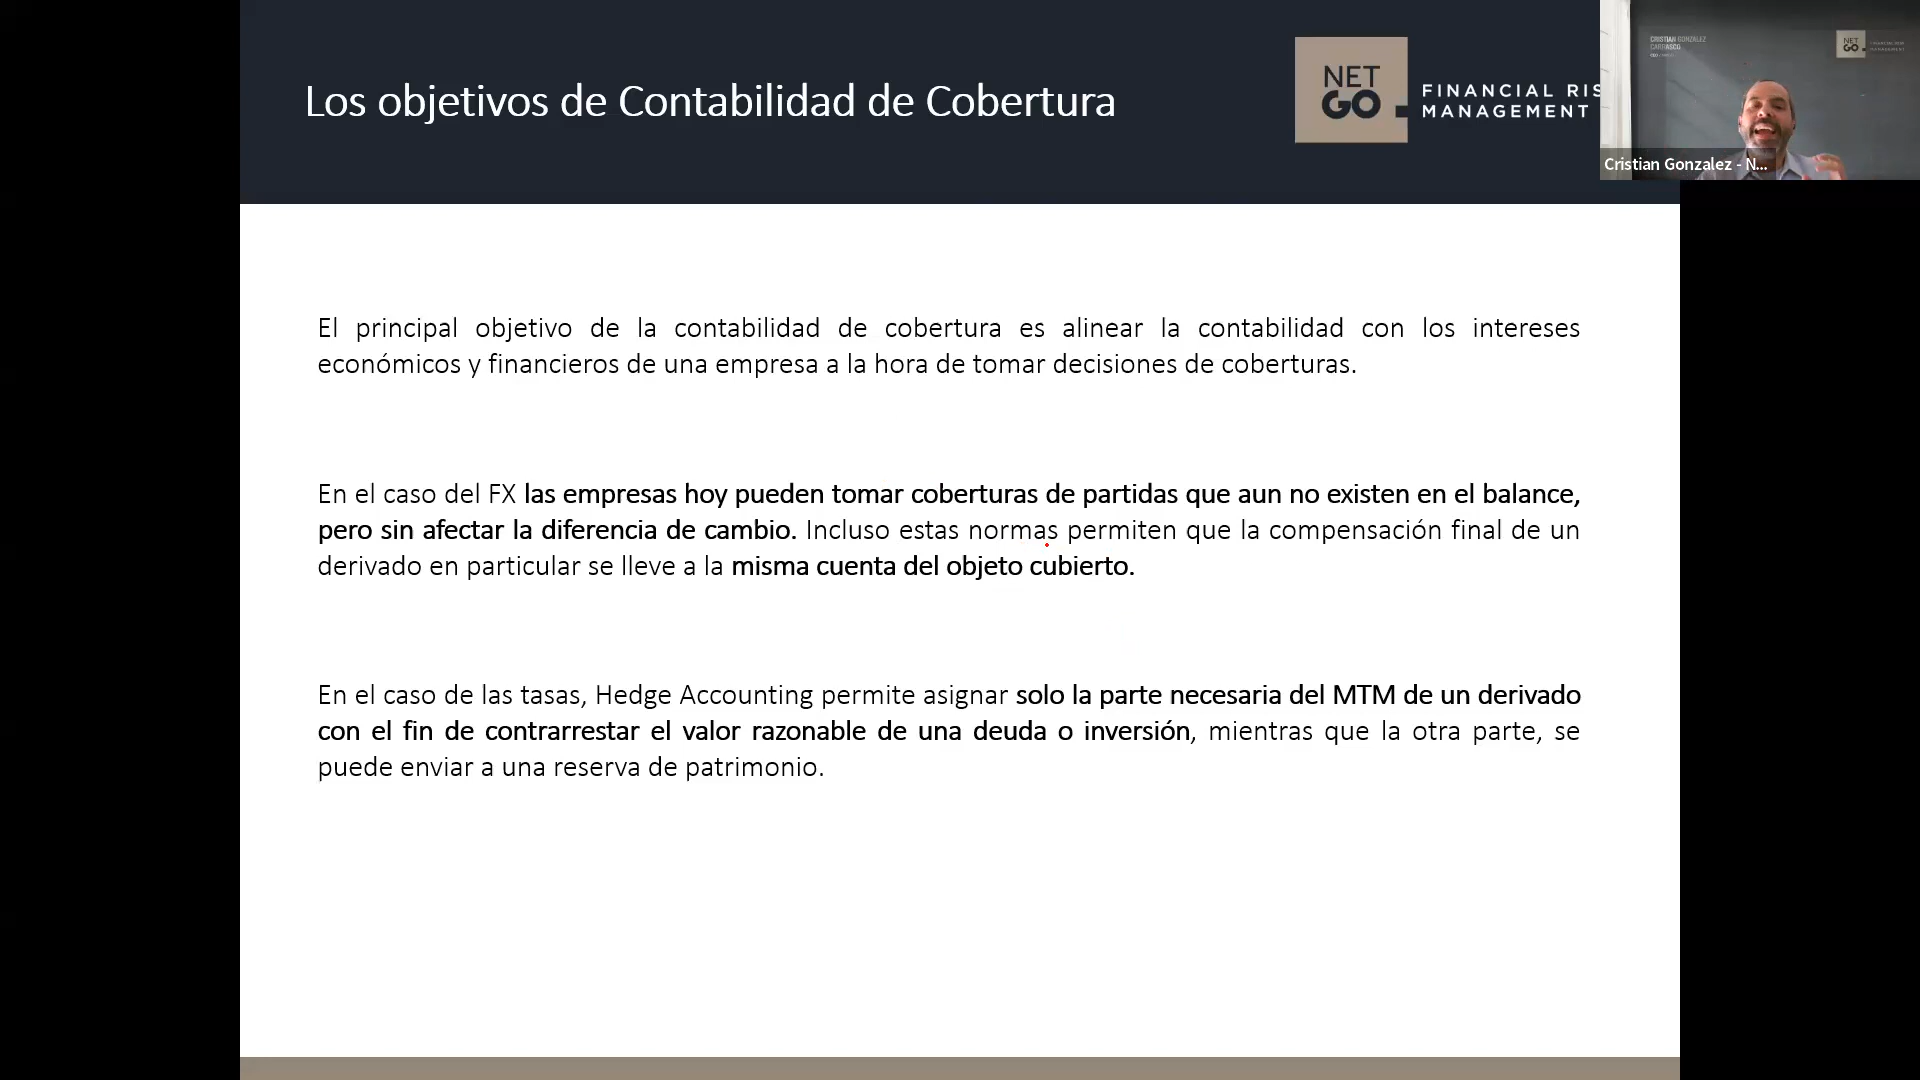 Los objetivos de Contabilidad de Cobertura
NET
GO.
FINANCIAL RIS
MANAGEMENT
CRISTIAN GONZALEZ
CARRASCO
CEO
NET
GO.
Cristian Gonzalez - N...
El principal objetivo de la contabilidad de cobertura es alinear la contabilidad con los intereses
económicos y financieros de una empresa a la hora de tomar decisiones de coberturas.
En el caso del FX las empresas hoy pueden tomar coberturas de partidas que aun no existen en el balance,
pero sin afectar la diferencia de cambio. Incluso estas normas permiten que la compensación final de un
derivado en particular se lleve a la misma cuenta del objeto cubierto.
En el caso de las tasas, Hedge Accounting permite asignar solo la parte necesaria del MTM de un derivado
con el fin de contrarrestar el valor razonable de una deuda o inversión, mientras que la otra parte, se
puede enviar a una reserva de patrimonio.